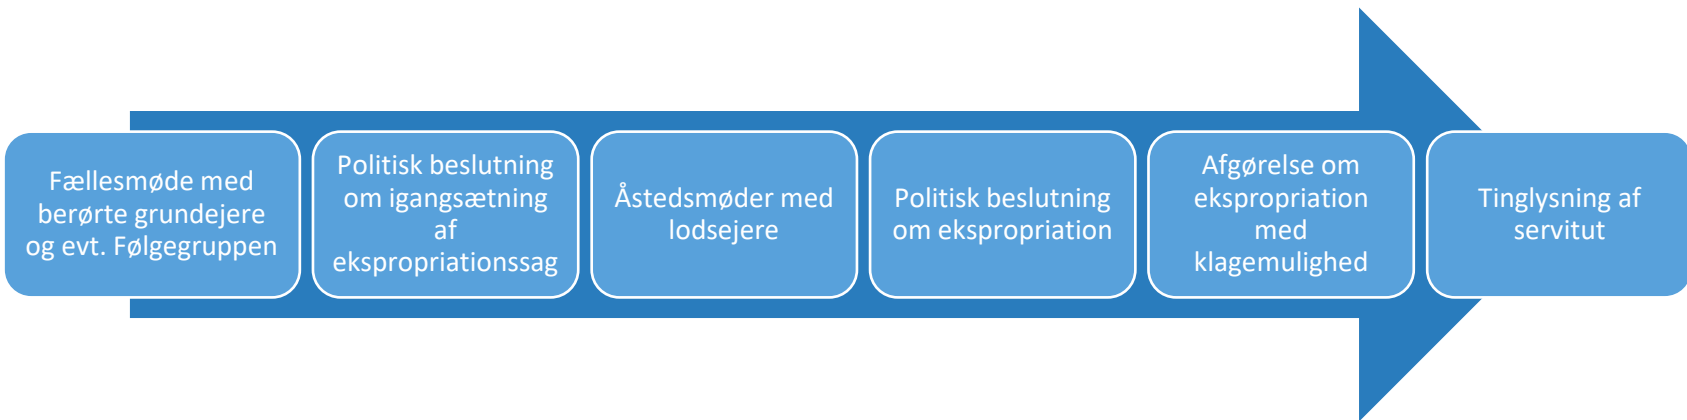 Fællesmøde med
berørte grundejere
og evt. Følgegruppen
Politisk beslutning
om igangsætning
af
ekspropriationssag
Åstedsmøder med
lodsejere
Politisk beslutning
om ekspropriation
Afgørelse om
ekspropriation
med
klagemulighed
Tinglysning af
servitut